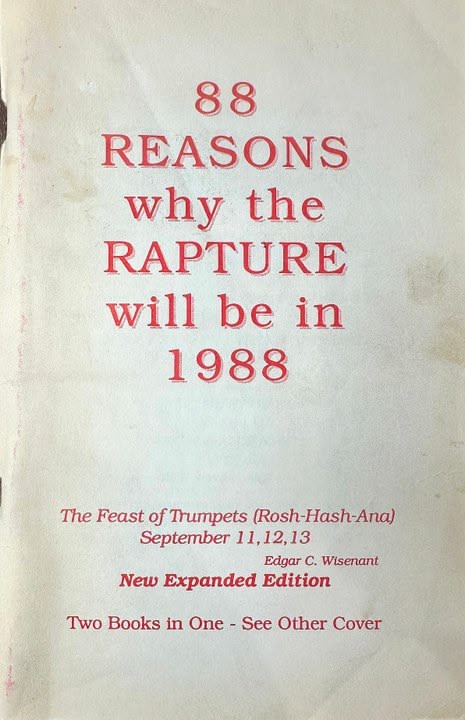 88
REASONS
why the
RAPTURE
will be in
1988
The Feast of Trumpets (Rosh-Hash-Ana)
September 11,12,13
Edgar C. Wisenant
New Expanded Edition
Two Books in One - See Other Cover